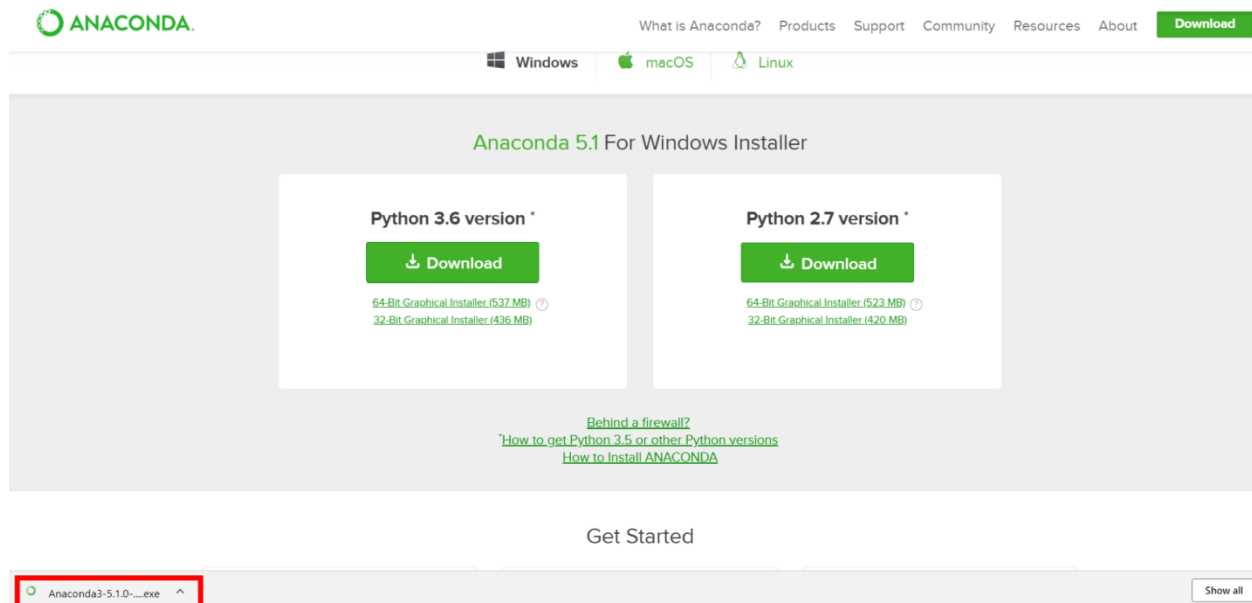 ANACONDA.
What is Anaconda? Products Support Community Resources About Download
Windows macOS Linux
Anaconda 5.1 For Windows Installer
Python 3.6 version *
Download
64-Bit Graphical Installer (537 MB) ?
32-Bit Graphical Installer (436 MB)
Python 2.7 version *
Download
64-Bit Graphical Installer (523 MB) ?
32-Bit Graphical Installer (420 MB)
Behind a firewall?
*How to get Python 3.5 or other Python versions
How to Install ANACONDA
Get Started
Anaconda3-5.1.0-....exe
Show all